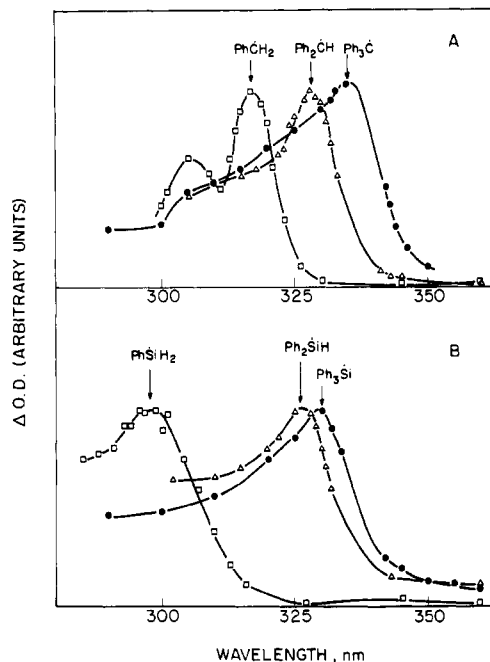 PhĊH₂ Ph₂ĊH Ph₃Ċ
A
300 325 350
PhṠiH₂ Ph₂ṠiH
Ph₃Ṡi
B
300 325 350
Δ O.D. (ARBITRARY UNITS)
WAVELENGTH, nm